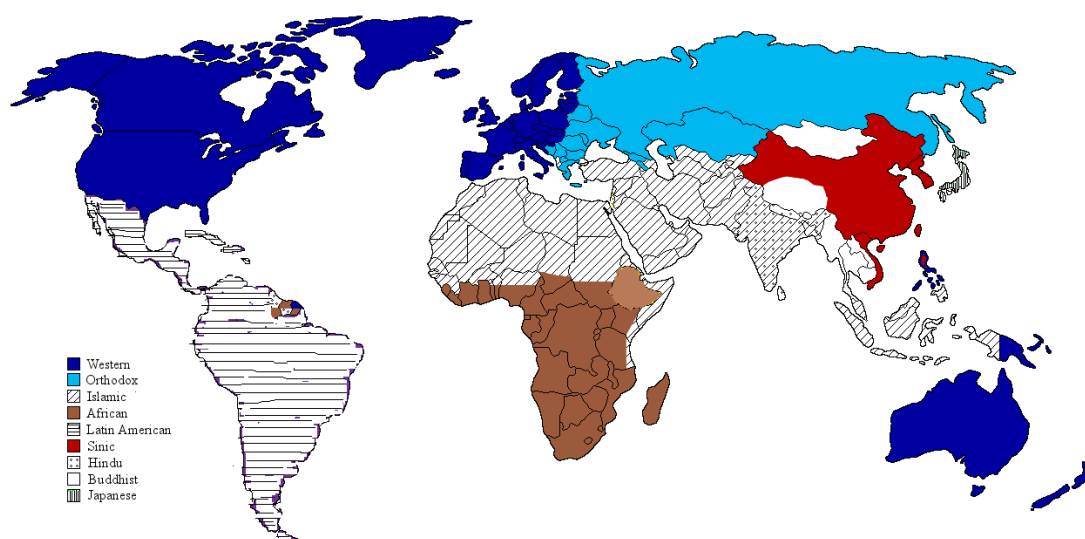 Western
Orthodox
Islamic
African
Latin American
Sinic
Hindu
Buddhist
Japanese